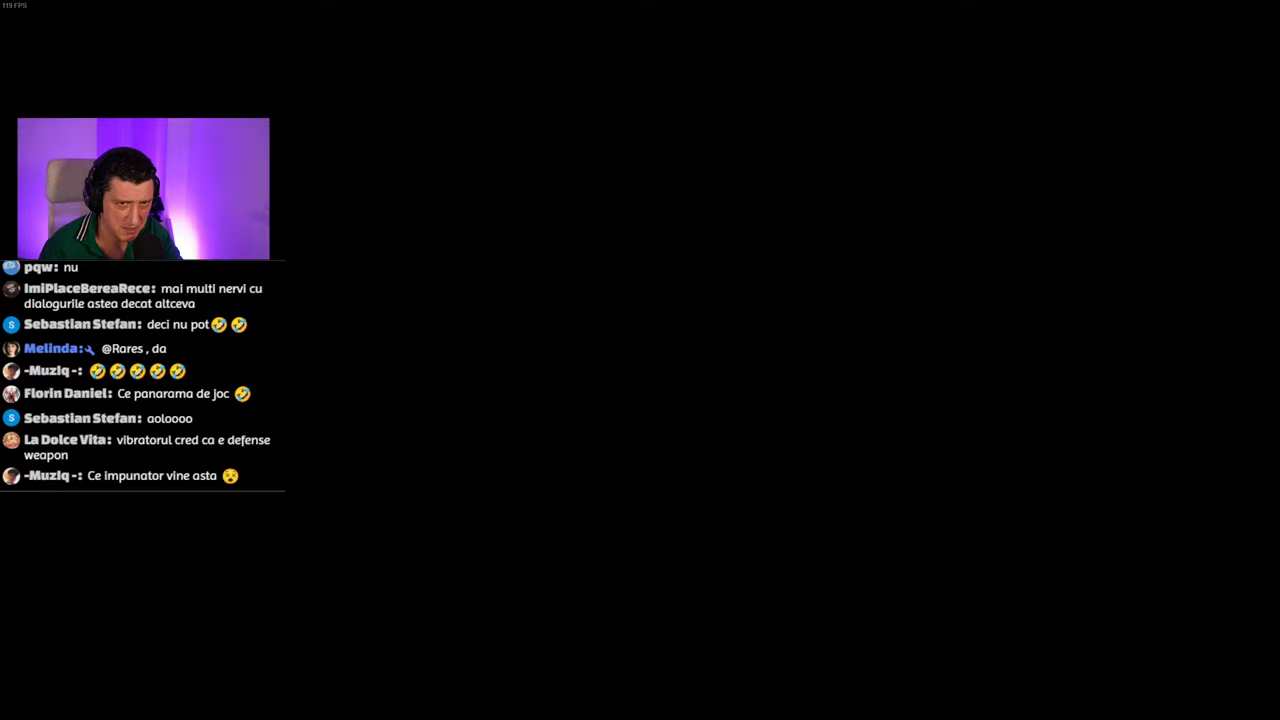 119 FPS
pqw: nu
ImiPlaceBereaRece: mai multi nervi cu
dialogurile astea decat altceva
Sebastian Stefan: deci nu pot🤣 🤣
Melinda: @Rares , da
-MuzIq -: 🤣 🤣 🤣 🤣 🤣
Florin Daniel: Ce panarama de joc 🤣
S
Sebastian Stefan: aoloooo
La Dolce Vita: vibratorul cred ca e defense
weapon
-MuzIq -: Ce impunator vine asta 😵